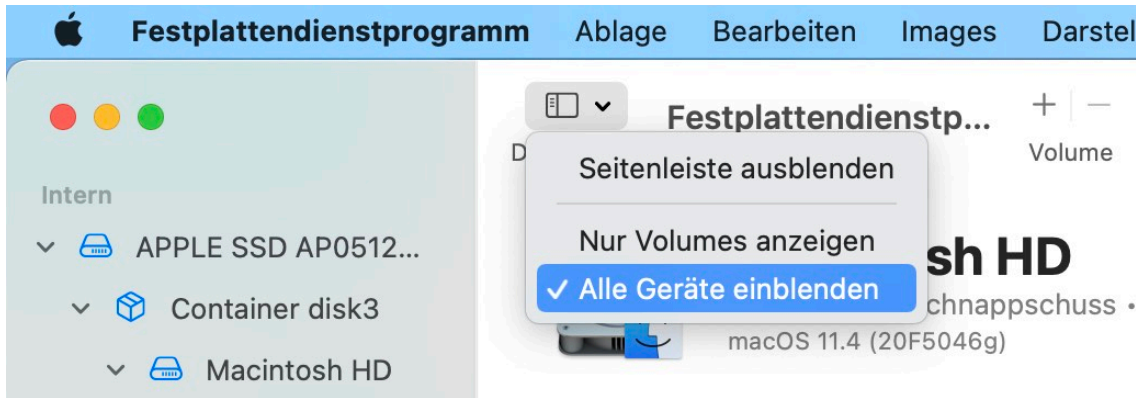 Festplattendienstprogramm Ablage Bearbeiten Images Darstel
Festplattendienstp...
Volume
Seitenleiste ausblenden
Nur Volumes anzeigen
✓ Alle Geräte einblenden
Intern
APPLE SSD AP0512...
Container disk3
Macintosh HD
sh HD
chnappschuss •
macOS 11.4 (20F5046g)